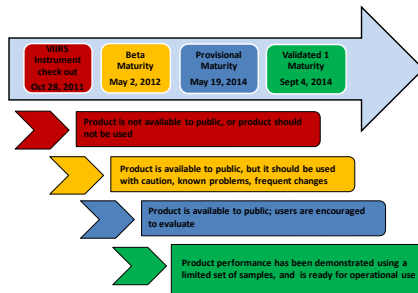 VIIRS
Instrument
check out
Oct 28, 2011
Beta
Maturity
May 2, 2012
Provisional
Maturity
May 19, 2014
Validated 1
Maturity
Sept 4, 2014
Product is not available to public, or product should
not be used
Product is available to public, but it should be used
with caution, known problems, frequent changes
Product is available to public; users are encouraged
to evaluate
Product performance has been demonstrated using a
limited set of samples, and is ready for operational use